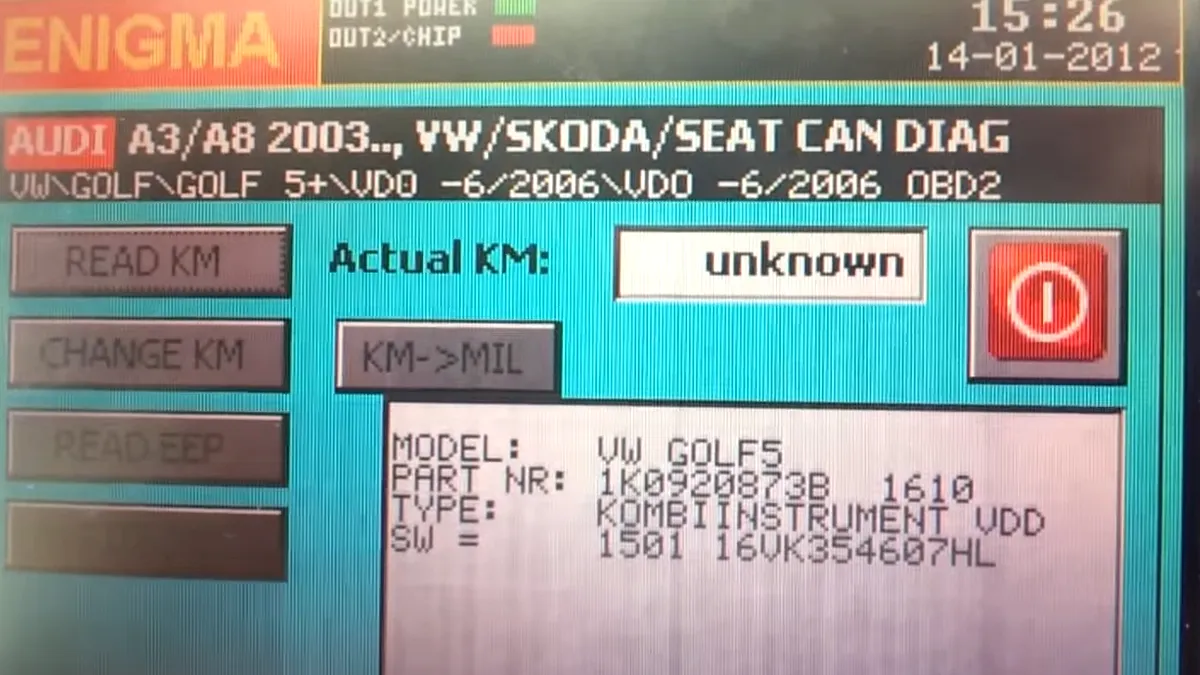 ENIGMA
OUT1 POWER
OUT2/CHIP
15:26
14-01-2012
AUDI A3/A8 2003.., VW/SKODA/SEAT CAN DIAG
VW\GOLF\GOLF 5+\VDO -6/2006\VDO -6/2006 OBD2
READ KM
Actual KM: unknown
CHANGE KM
KM->MIL
READ EEP
MODEL: VW GOLF5
PART NR: 1K0920873B 1610
TYPE: KOMBIINSTRUMENT VDD
SW = 1501 16VK354607HL